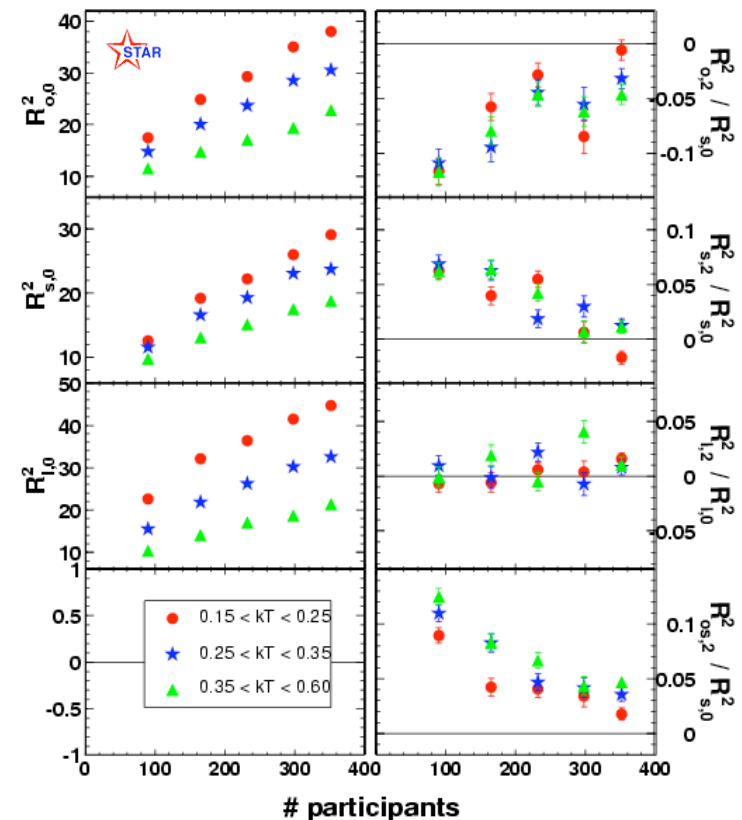 40
30
20
10
R²o,0
STAR
0
-0.05
-0.1
R²o,2 / R²s,0
30
20
10
R²s,0
0.1
0.05
0
R²s,2 / R²s,0
50
40
30
20
10
R²l,0
0.05
0
-0.05
R²l,2 / R²l,0
1
0.5
0
-0.5
-1
0.15 < kT < 0.25
0.25 < kT < 0.35
0.35 < kT < 0.60
0.1
0.05
0
R²os,2 / R²s,0
0 100 200 300 400 0 100 200 300 400
# participants